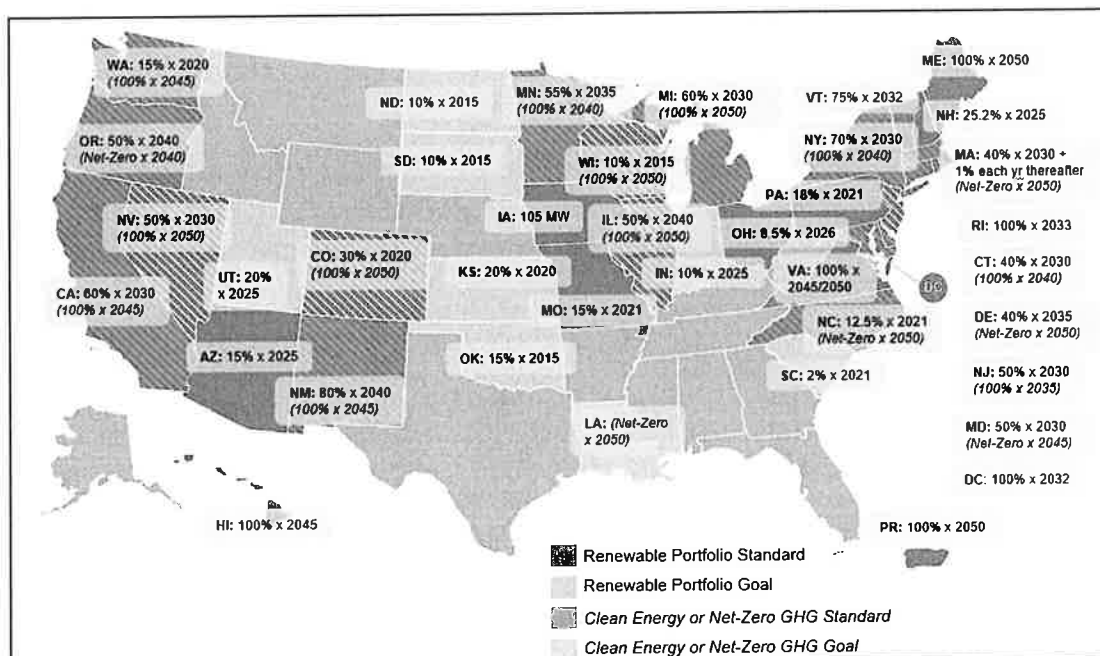 WA: 15% x 2020
(100% x 2045)
ND: 10% x 2015
MN: 55% x 2035
(100% x 2040)
MI: 60% x 2030
(100% x 2050)
ME: 100% x 2050
VT: 75% x 2032
NH: 25.2% x 2025
OR: 50% x 2040
(Net-Zero x 2040)
SD: 10% x 2015
WI: 10% x 2015
(100% x 2050)
NY: 70% x 2030
(100% x 2040)
MA: 40% x 2030 +
1% each yr thereafter
(Net-Zero x 2050)
PA: 18% x 2021
NV: 50% x 2030
(100% x 2050)
IA: 105 MW
IL: 50% x 2040
(100% x 2050)
OH: 8.5% x 2026
RI: 100% x 2033
CO: 30% x 2020
(100% x 2050)
UT: 20%
x 2025
KS: 20% x 2020
IN: 10% x 2025
VA: 100% x
2045/2050
DC
CT: 40% x 2030
(100% x 2040)
CA: 60% x 2030
(100% x 2045)
MO: 15% x 2021
NC: 12.5% x 2021
(Net-Zero x 2050)
DE: 40% x 2035
(Net-Zero x 2050)
AZ: 15% x 2025
OK: 15% x 2015
SC: 2% x 2021
NJ: 50% x 2030
(100% x 2035)
NM: 80% x 2040
(100% x 2045)
LA: (Net-Zero
x 2050)
MD: 50% x 2030
(Net-Zero x 2045)
DC: 100% x 2032
HI: 100% x 2045
PR: 100% x 2050
Renewable Portfolio Standard
Renewable Portfolio Goal
Clean Energy or Net-Zero GHG Standard
Clean Energy or Net-Zero GHG Goal